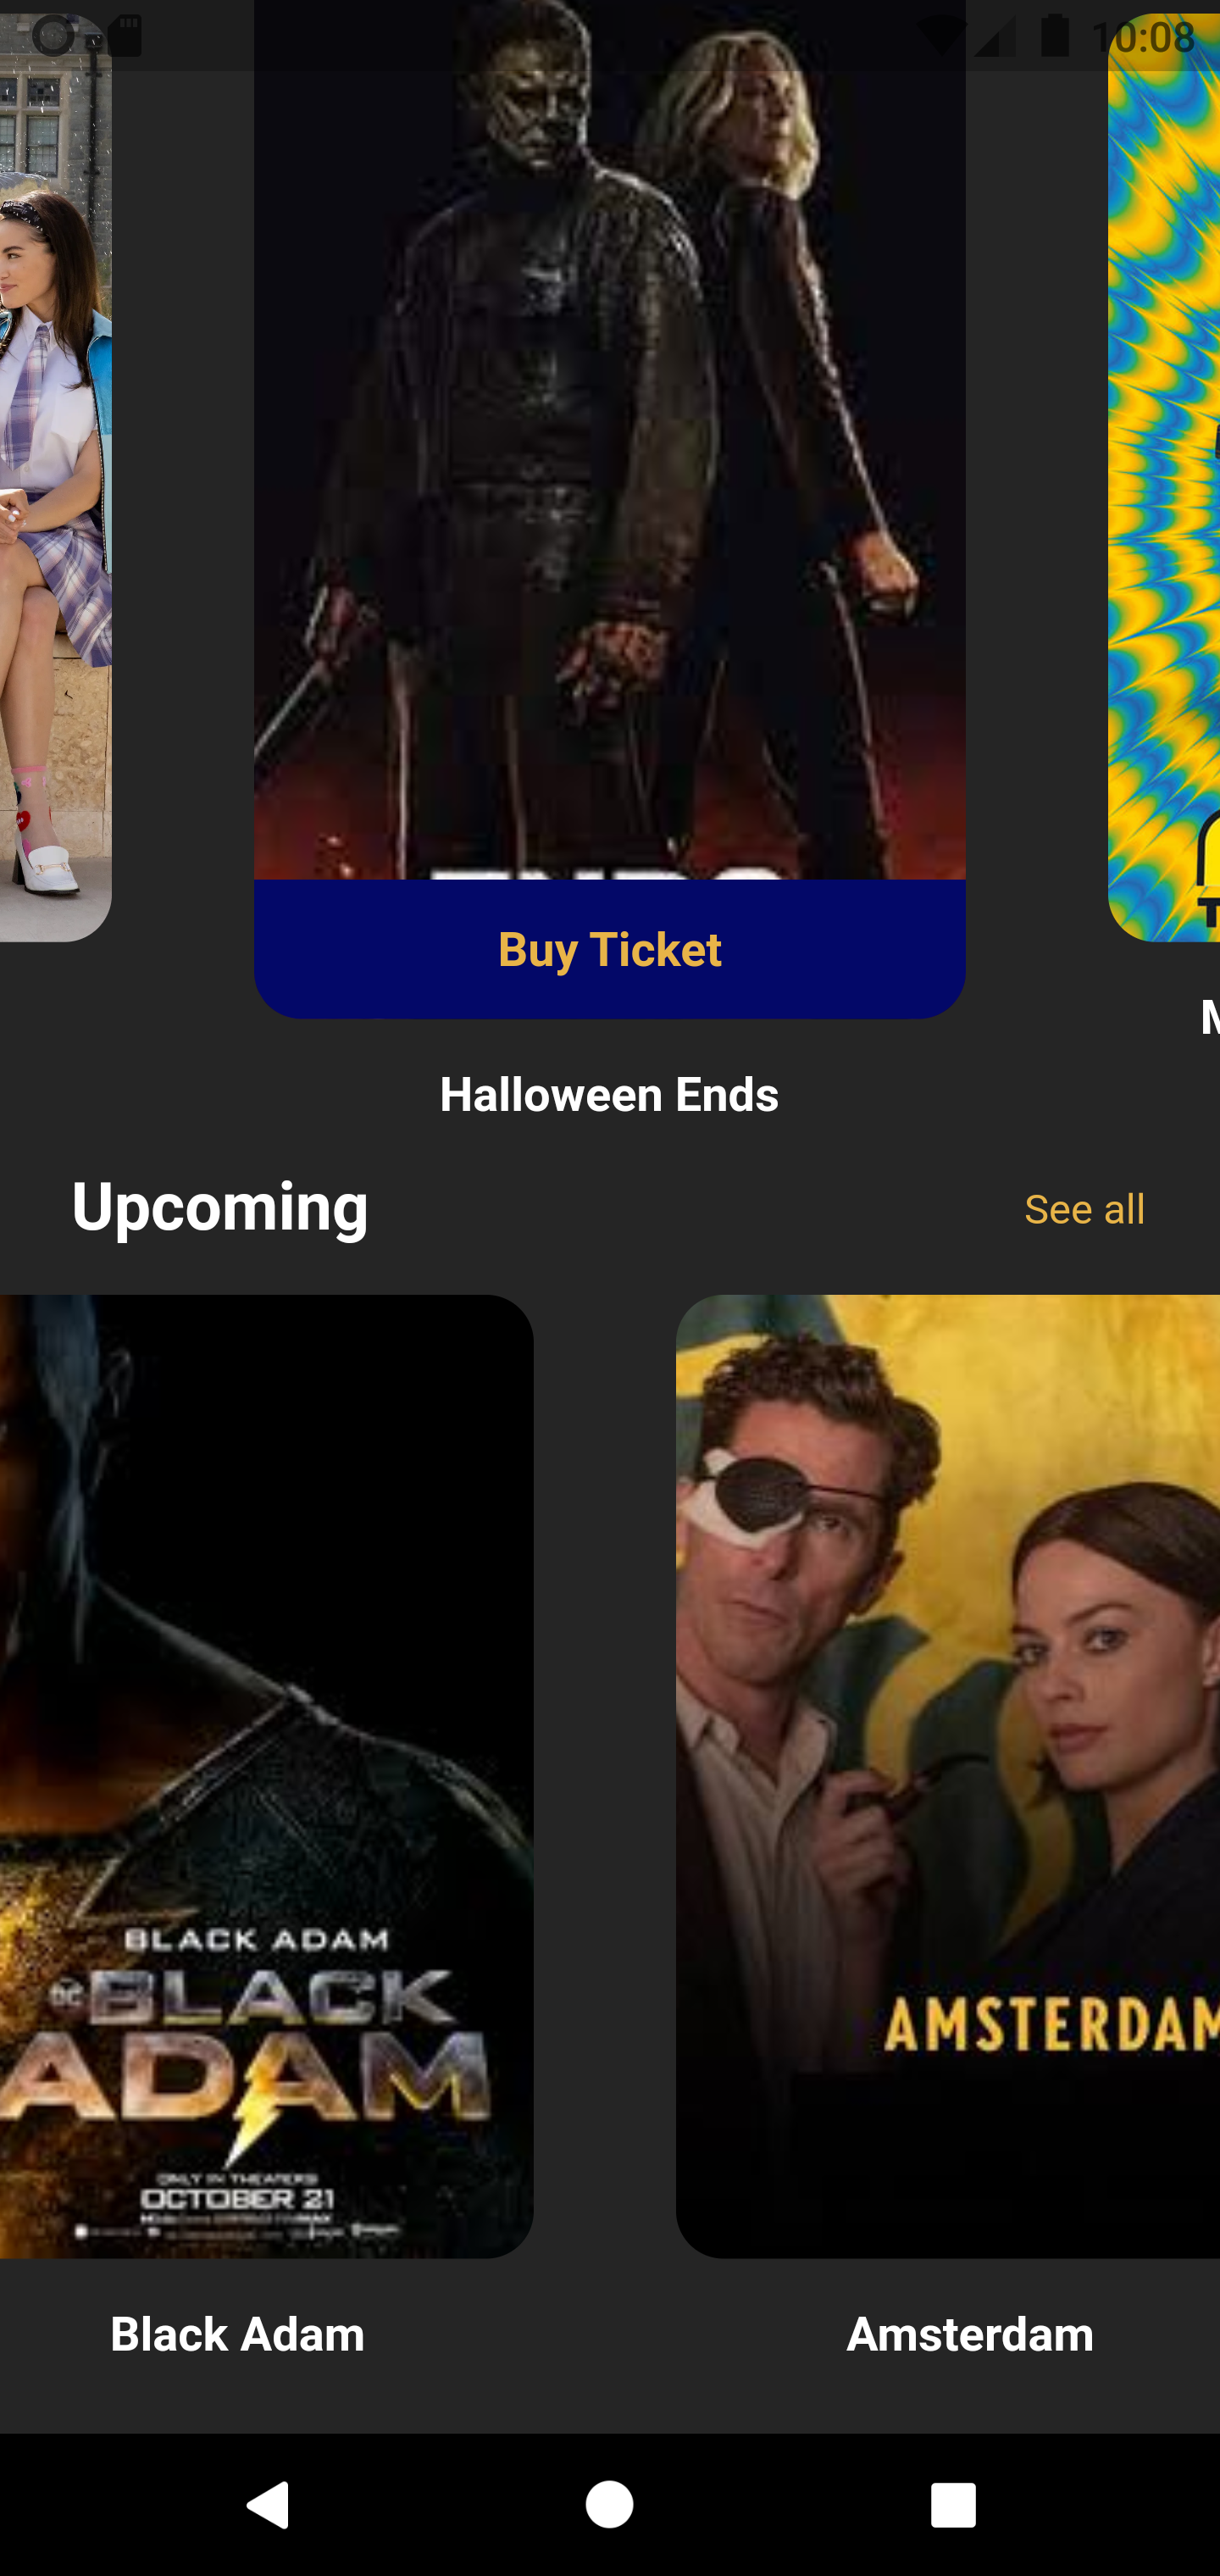 10:08
Buy Ticket
M
Halloween Ends
Upcoming
See all
BLACK ADAM
DC BLACK
ADAM
ONLY IN THEATERS
OCTOBER 21
AMSTERDAM
Black Adam
Amsterdam